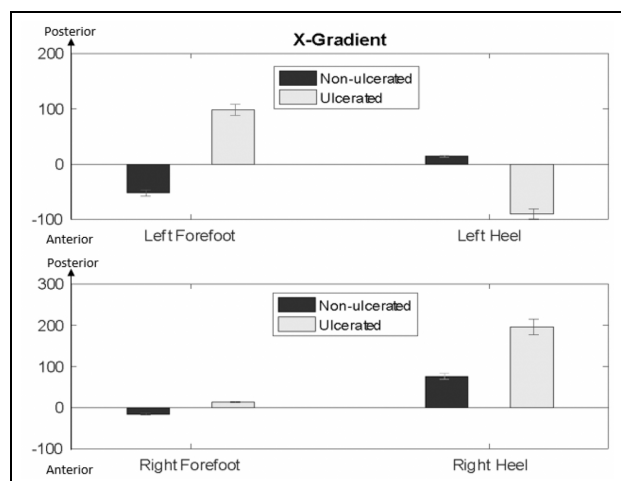 Posterior
X-Gradient
200
Non-ulcerated
Ulcerated
100
0
-100
Anterior
Left Forefoot
Left Heel
Posterior
300
Non-ulcerated
Ulcerated
200
100
0
-100
Anterior
Right Forefoot
Right Heel